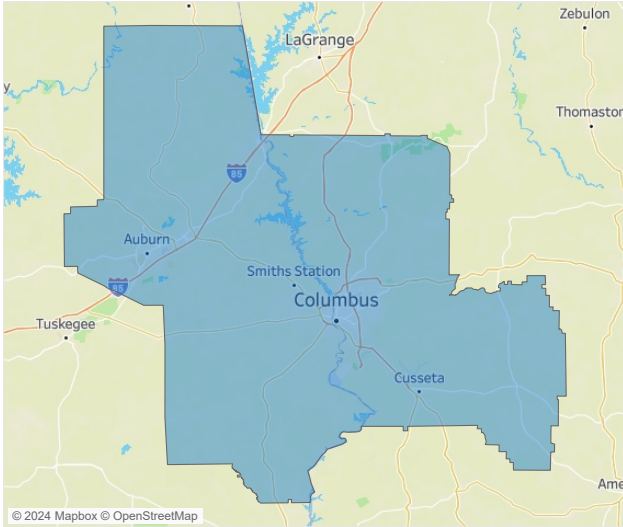 Zebulon
LaGrange
y
Thomaston
85
Auburn
Smiths Station
85
Columbus
Tuskegee
Cusseta
Ame
© 2024 Mapbox © OpenStreetMap